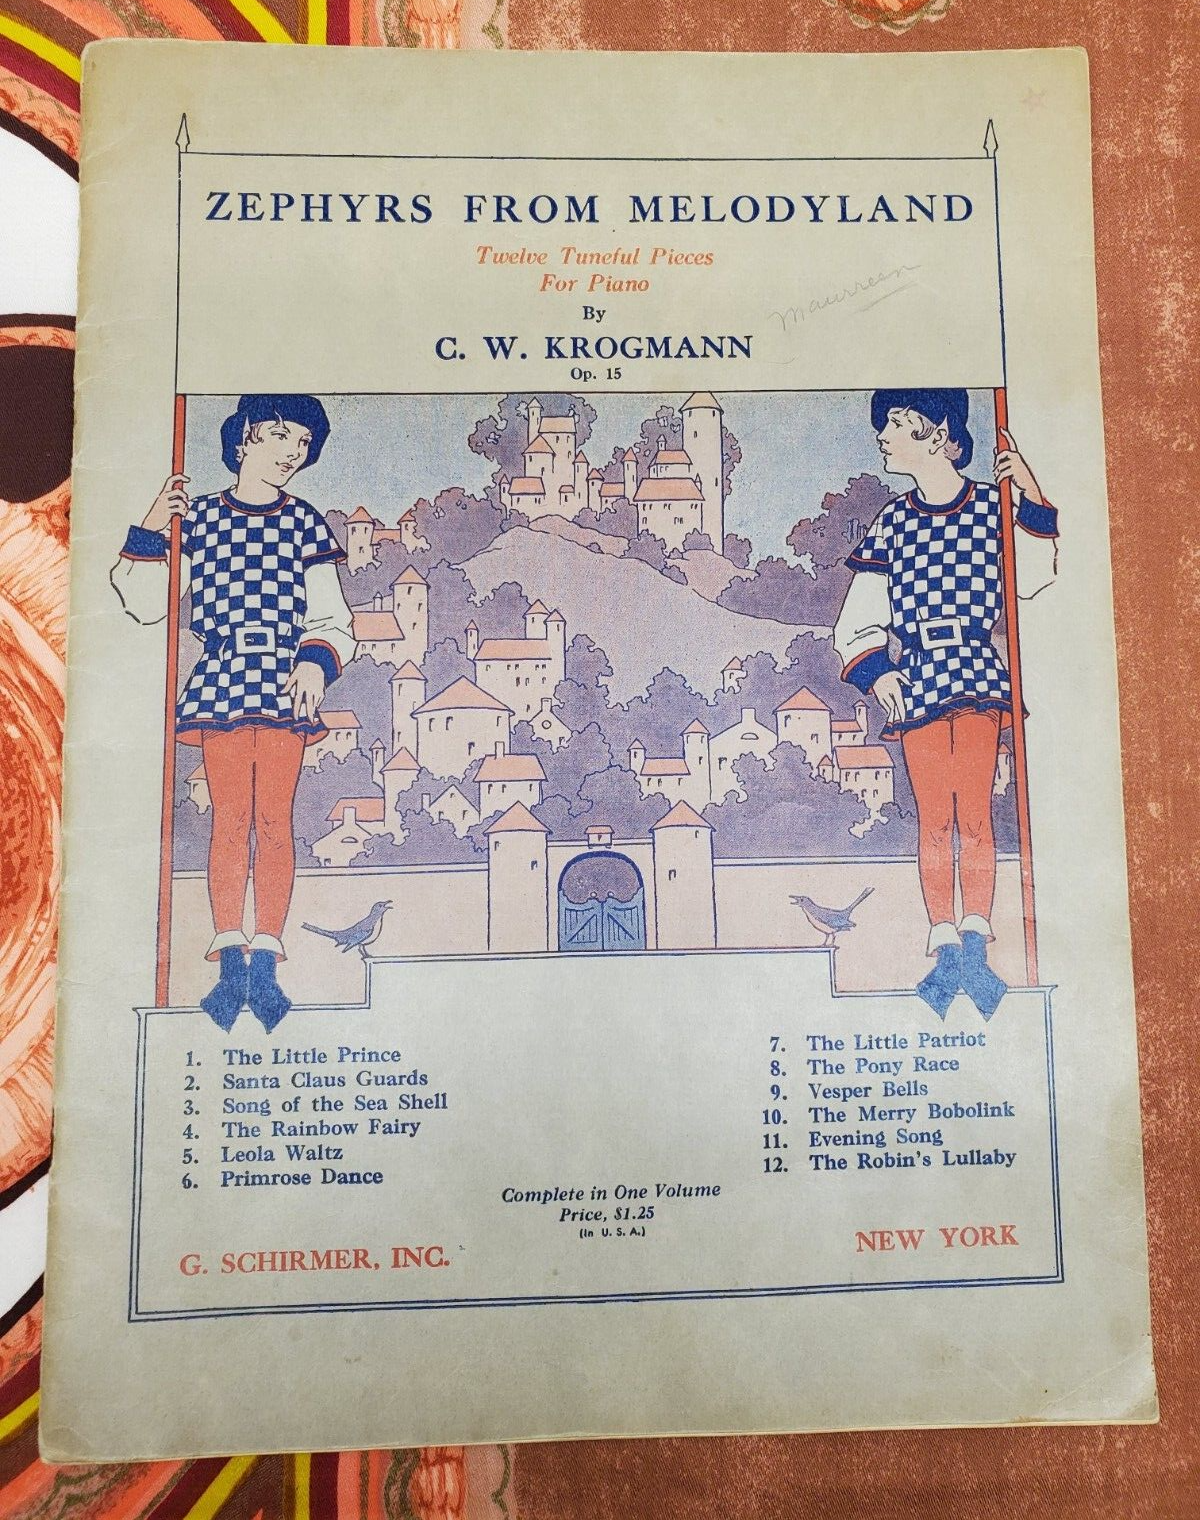 ZEPHYRS FROM MELODYLAND
Twelve Tuneful Pieces
For Piano
By
Maurreen
C. W. KROGMANN
Op. 15
1. The Little Prince
2. Santa Claus Guards
3. Song of the Sea Shell
4. The Rainbow Fairy
5. Leola Waltz
6. Primrose Dance
7. The Little Patriot
8. The Pony Race
9. Vesper Bells
10. The Merry Bobolink
11. Evening Song
12. The Robin's Lullaby
Complete in One Volume
Price, $1.25
(In U. S. A.)
G. SCHIRMER, INC.
NEW YORK